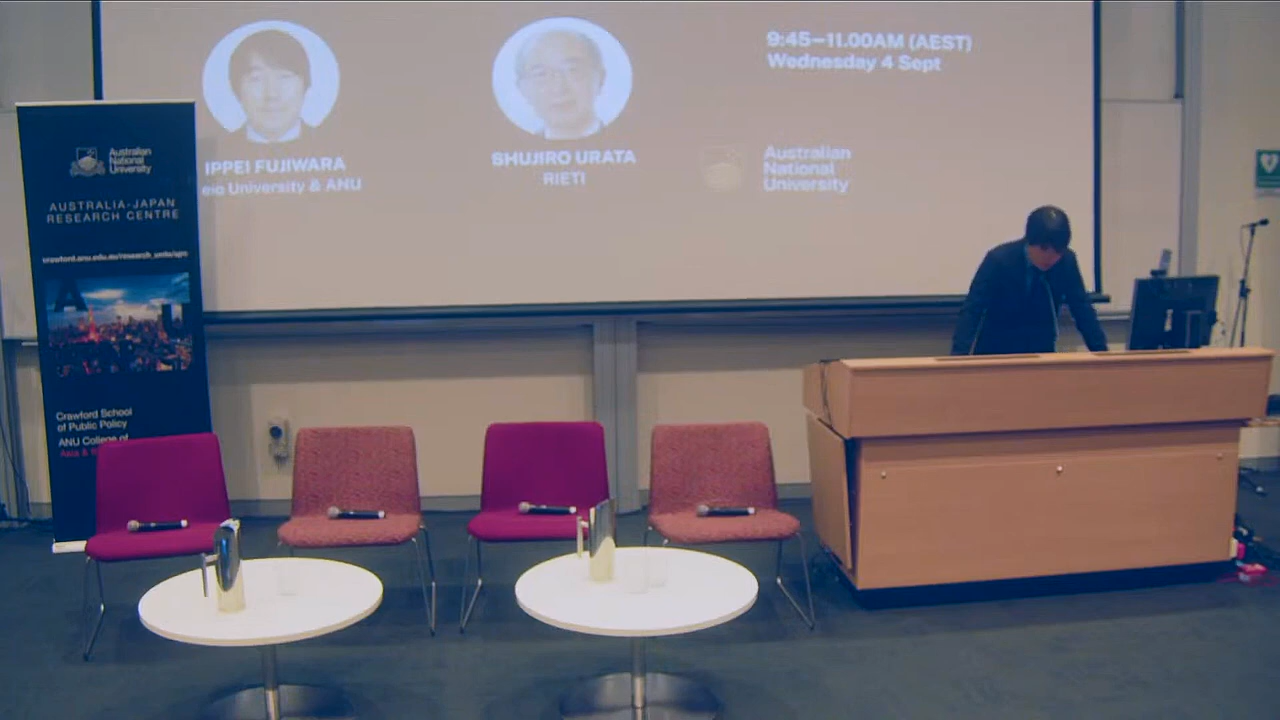 9:45–11.00AM (AEST)
Wednesday 4 Sept
IPPEI FUJIWARA
University & ANU
SHUJIRO URATA
RIETI
Australian
National
University
Australian
National
University
AUSTRALIA-JAPAN
RESEARCH CENTRE
Crawford School
of Public Policy
ANU College of
Asia &